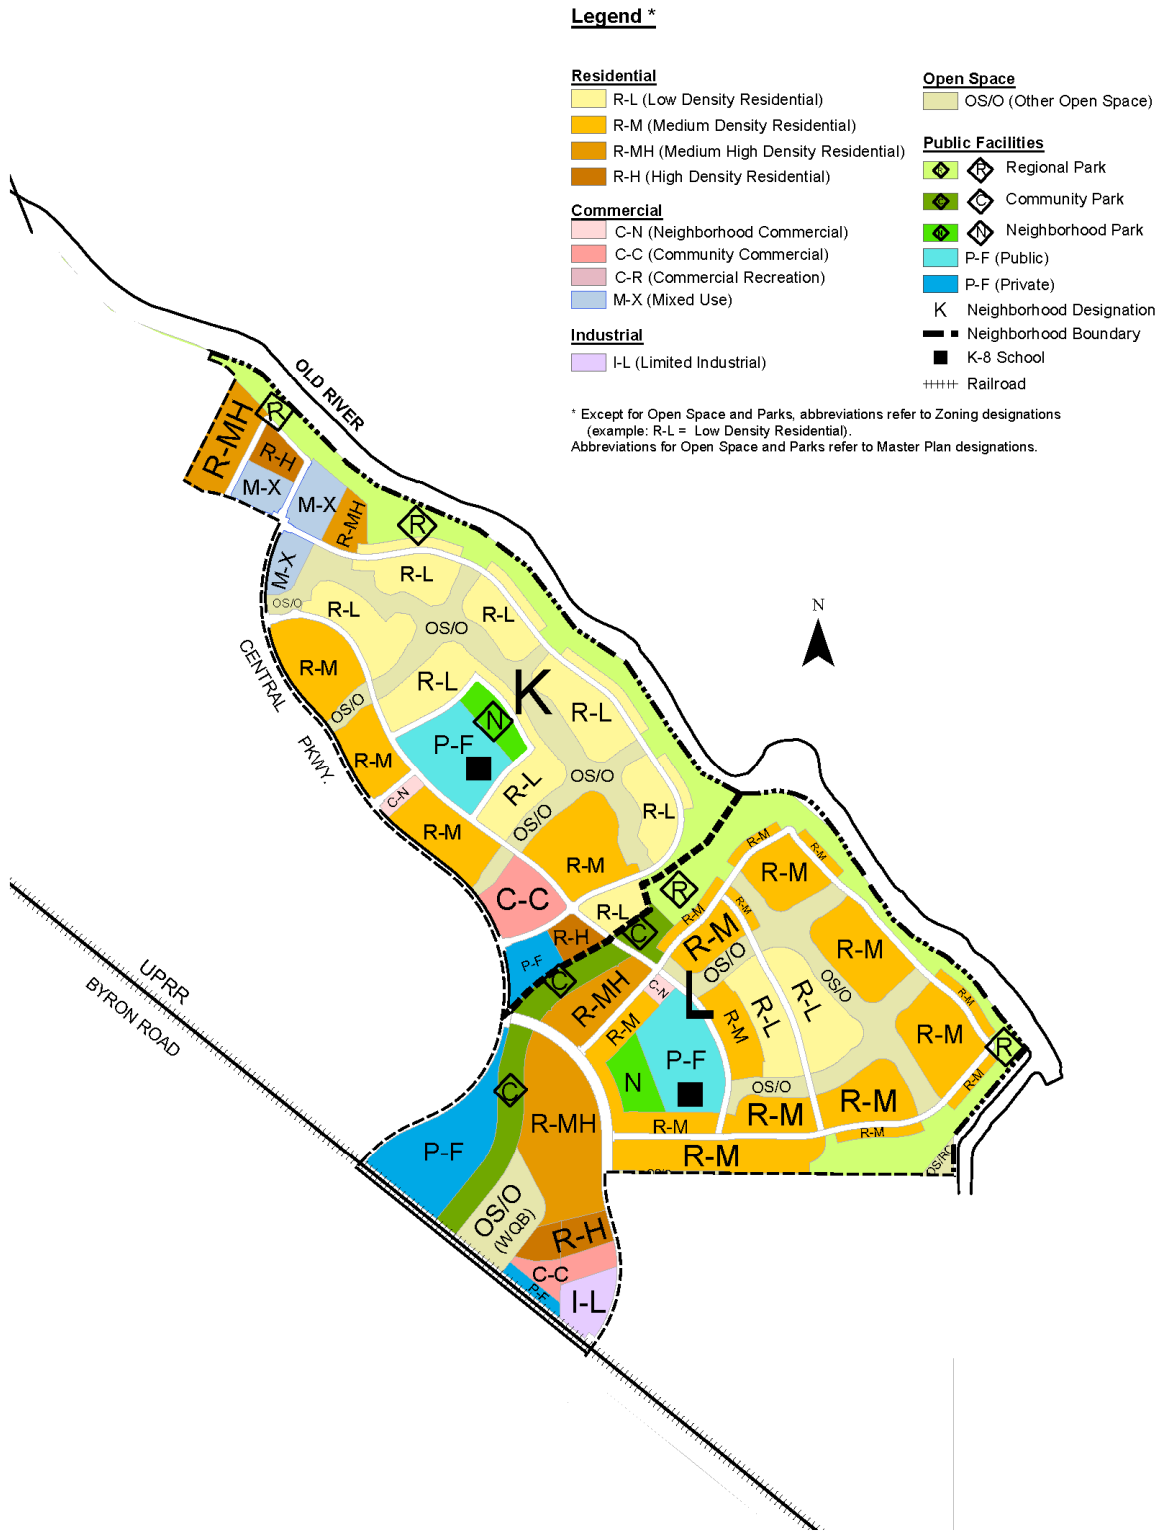 Legend *
Residential
R-L (Low Density Residential)
R-M (Medium Density Residential)
R-MH (Medium High Density Residential)
R-H (High Density Residential)
Commercial
C-N (Neighborhood Commercial)
C-C (Community Commercial)
C-R (Commercial Recreation)
M-X (Mixed Use)
Industrial
I-L (Limited Industrial)
Open Space
OS/O (Other Open Space)
Public Facilities
R Regional Park
C Community Park
N Neighborhood Park
P-F (Public)
P-F (Private)
K Neighborhood Designation
Neighborhood Boundary
K-8 School
Railroad
* Except for Open Space and Parks, abbreviations refer to Zoning designations
(example: R-L = Low Density Residential).
Abbreviations for Open Space and Parks refer to Master Plan designations.
OLD RIVER
R
R-MH
R-H
M-X
M-X
R-MH
R
M-X
R-L
OS/O
R-L
R-L
OS/O
N
CENTRAL
PKWY.
R-M
R-L
K
OS/O
R-L
N
P-F
R-M
OS/O
R-L
C-N
R-L
R-M
OS/O
R-M
R-M
R-M
R-M
R-L
C-C
R-L
R
R-M
R-M
R-M
R-M
C
R-H
P-F
OS/O
OS/O
C
R-MH
C-N
L
R-L
R-L
R-M
UPRR
BYRON ROAD
R-M
R-M
R-M
R
P-F
N
C
OS/O
R-M
R-M
R-M
R-M
R-M
R-MH
R-M
P-F
OS/RC
OS/O
(WQB)
R-H
C-C
P-F
I-L